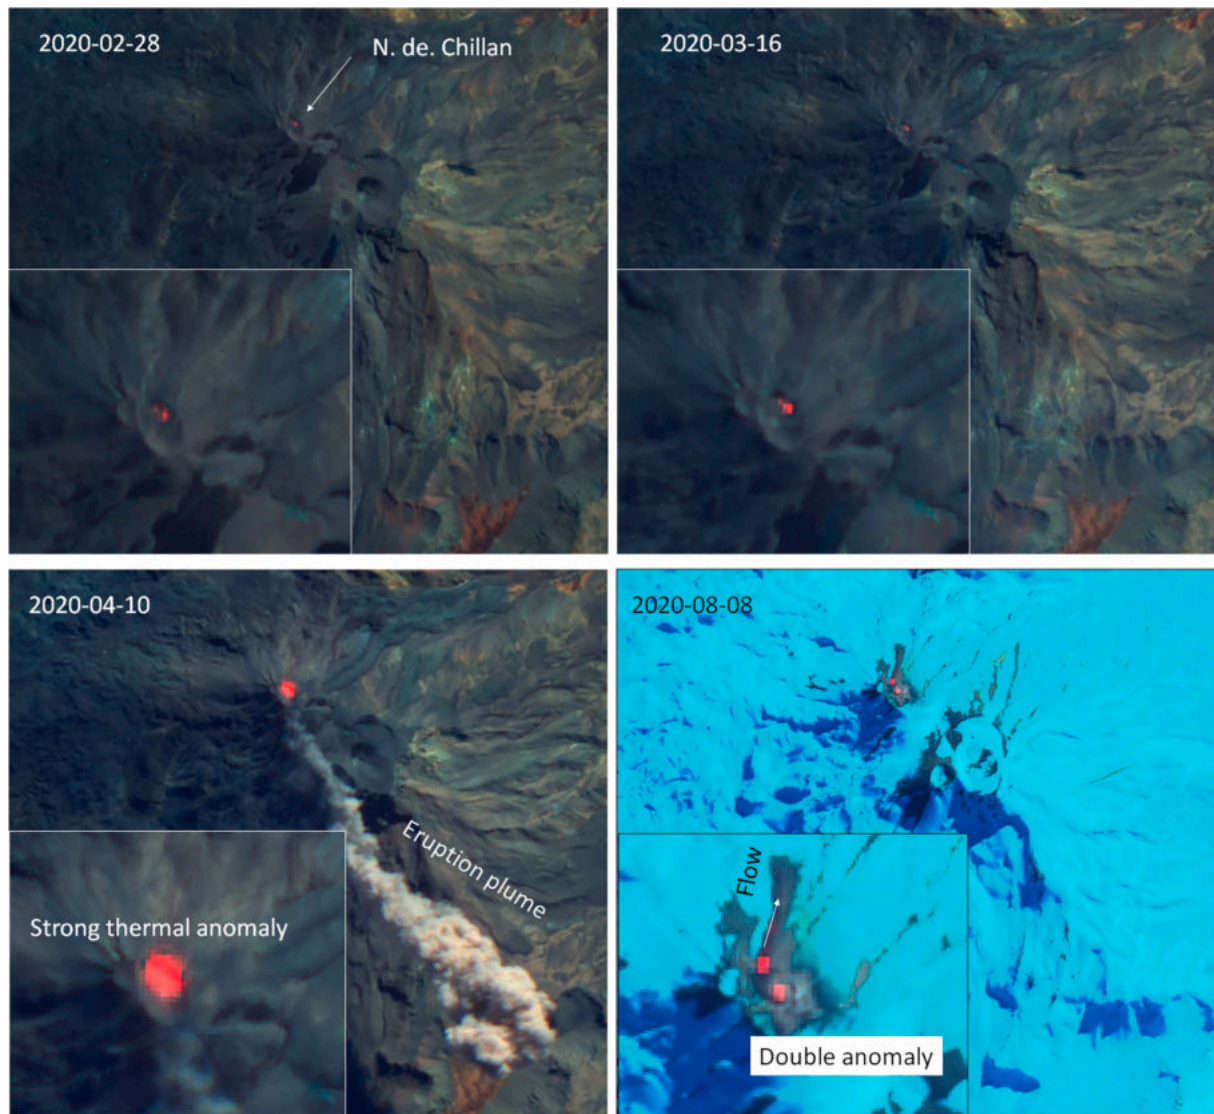 2020-02-28
N. de. Chillan
2020-03-16
2020-04-10
Eruption plume
Strong thermal anomaly
2020-08-08
Flow
Double anomaly